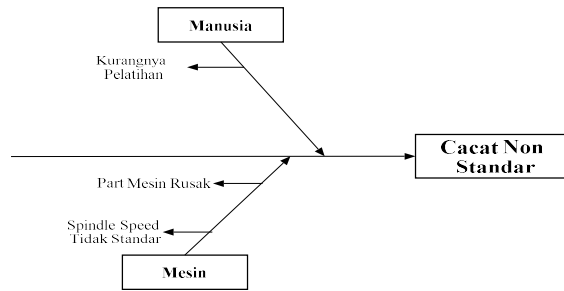 Manusia
Kurangnya
Pelatihan
Cacat Non
Standar
Part Mesin Rusak
Spindle Speed
Tidak Standar
Mesin